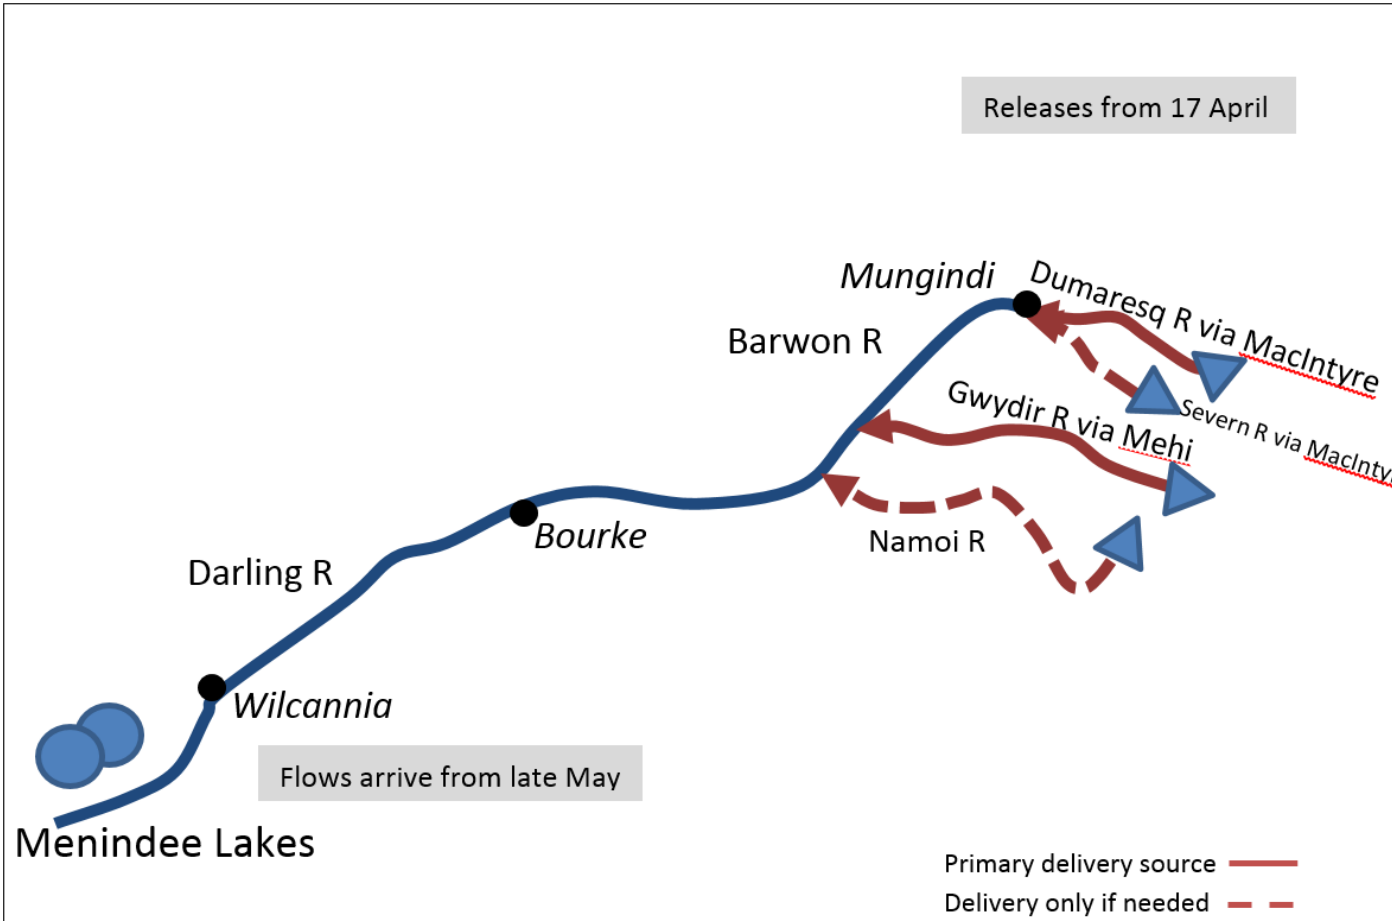 Releases from 17 April
Mungindi
Dumaresq R via MacIntyre
Barwon R
Gwydir R via Mehi
Severn R via MacInty
Namoi R
Bourke
Darling R
Wilcannia
Flows arrive from late May
Menindee Lakes
Primary delivery source
Delivery only if needed